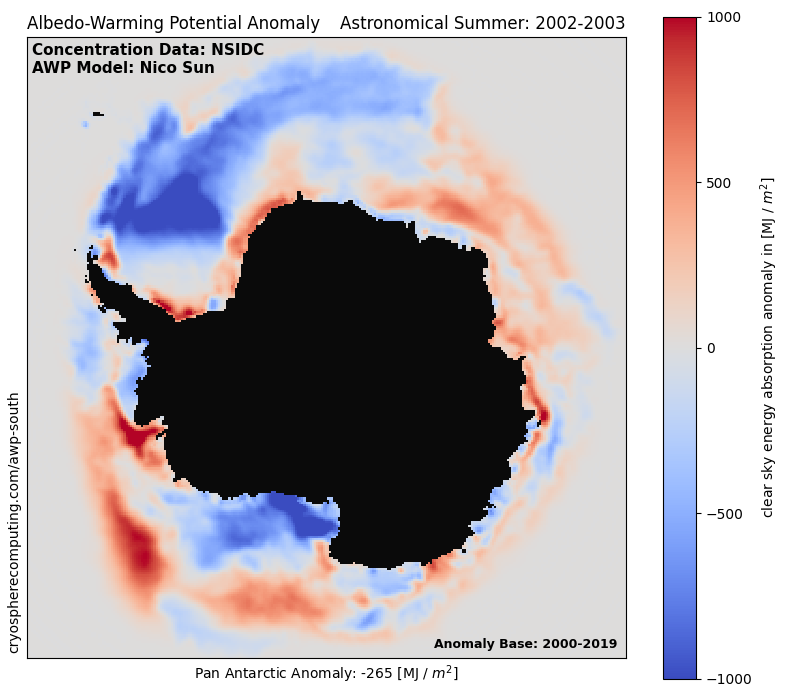 Albedo-Warming Potential Anomaly Astronomical Summer: 2002-2003
Concentration Data: NSIDC
AWP Model: Nico Sun
1000
500
0
−500
−1000
clear sky energy absorption anomaly in [MJ / m²]
cryospherecomputing.com/awp-south
Anomaly Base: 2000-2019
Pan Antarctic Anomaly: -265 [MJ / m²]